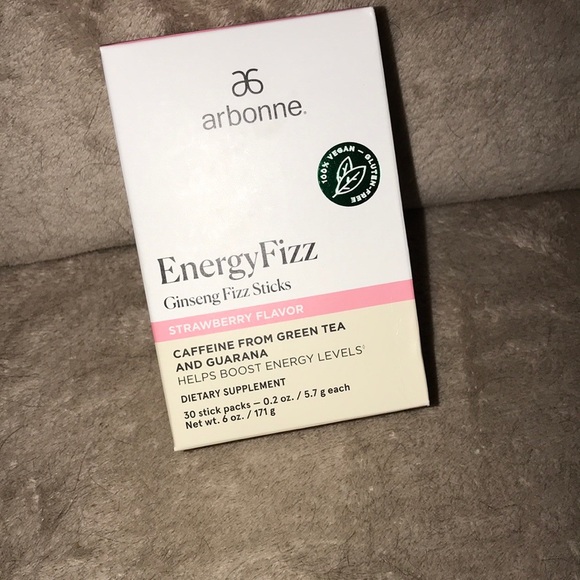 arbonne®
100% VEGAN — GLUTEN-FREE
EnergyFizz
Ginseng Fizz Sticks
STRAWBERRY FLAVOR
CAFFEINE FROM GREEN TEA
AND GUARANA
HELPS BOOST ENERGY LEVELS◊
DIETARY SUPPLEMENT
30 stick packs — 0.2 oz. / 5.7 g each
Net wt. 6 oz. / 171 g